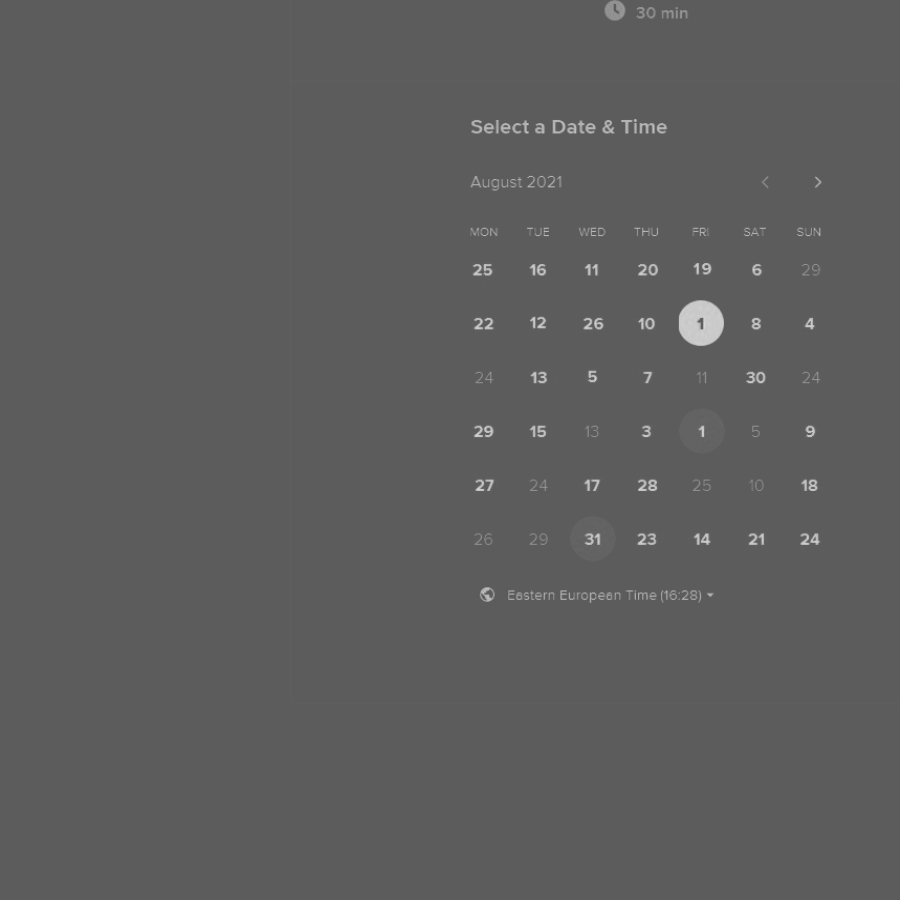 30 min
Select a Date & Time
August 2021
MON TUE WED THU FRI SAT SUN
25 16 11 20 19 6 29
22 12 26 10 1 8 4
24 13 5 7 11 30 24
29 15 13 3 1 5 9
27 24 17 28 25 10 18
26 29 31 23 14 21 24
Eastern European Time (16:28)